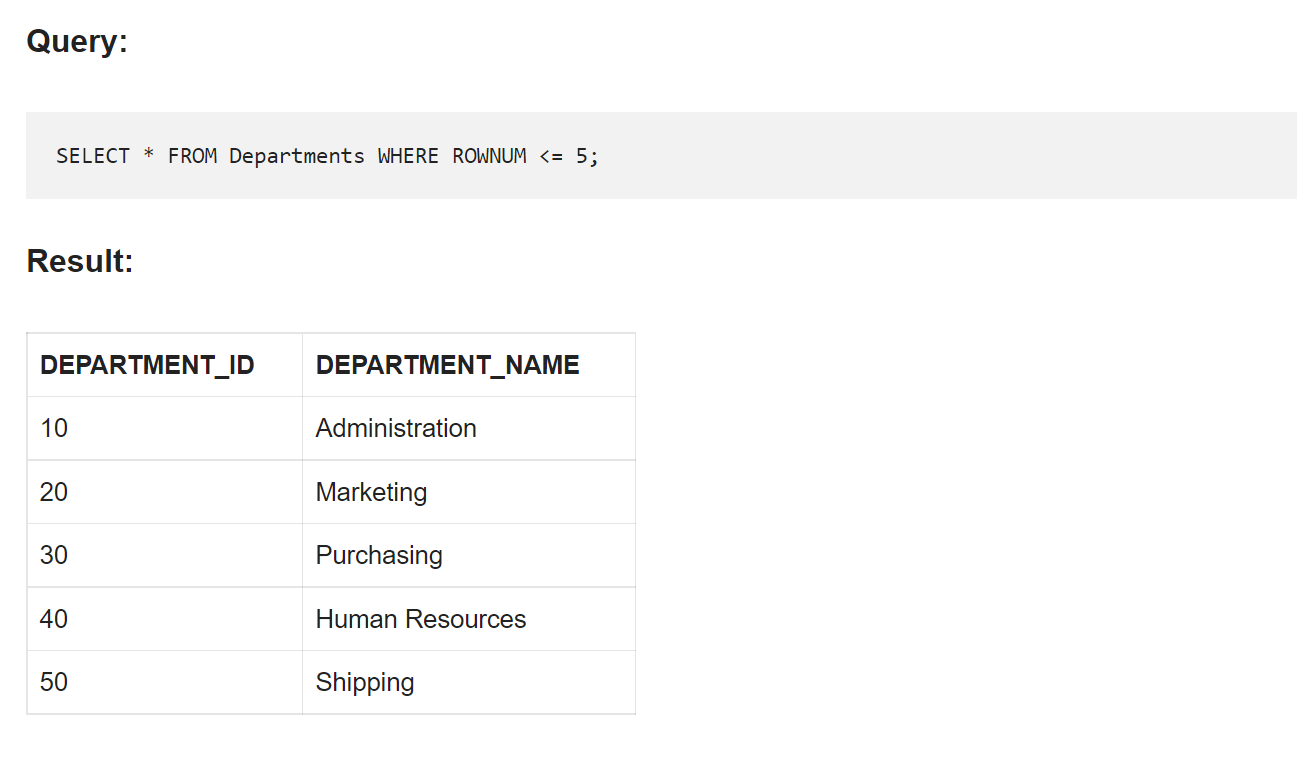 Query:
SELECT * FROM Departments WHERE ROWNUM <= 5;
Result:
DEPARTMENT_ID DEPARTMENT_NAME
10 Administration
20 Marketing
30 Purchasing
40 Human Resources
50 Shipping